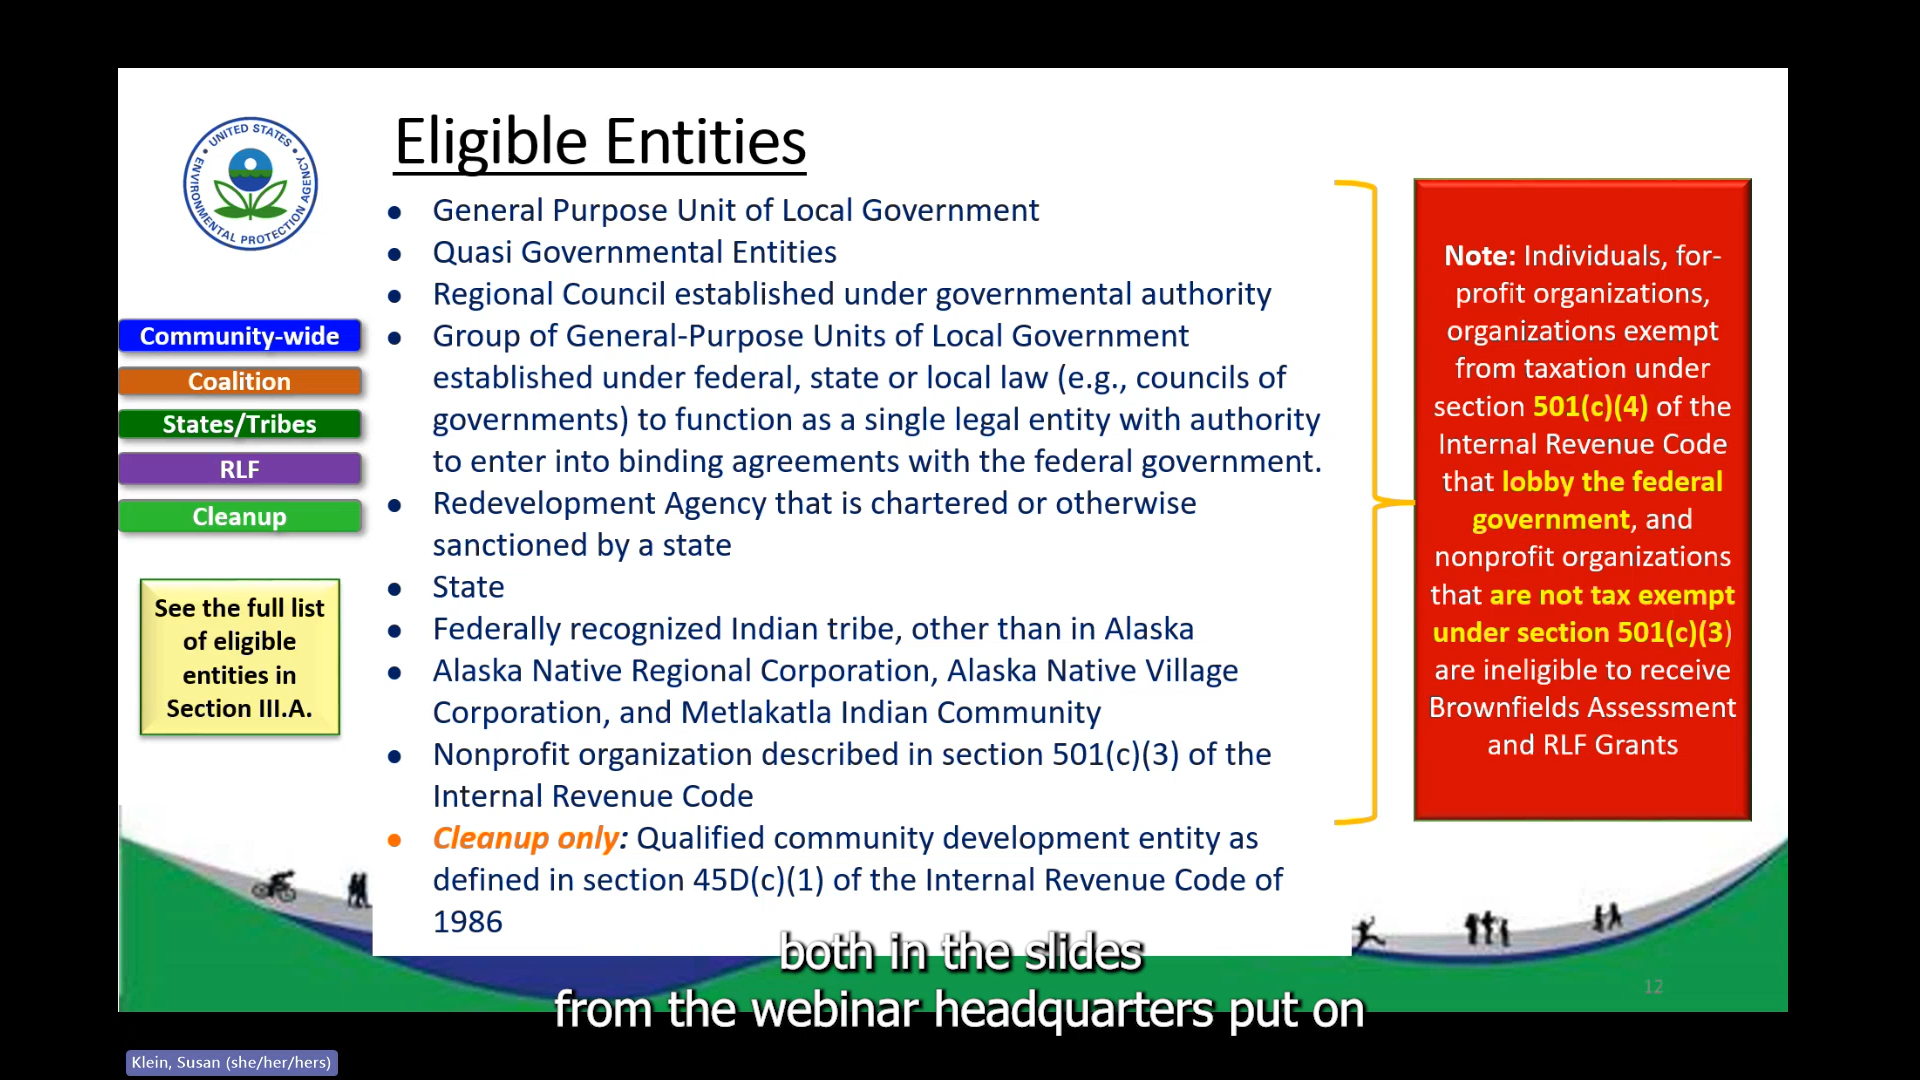 UNITED STATES
ENVIRONMENTAL PROTECTION AGENCY
Eligible Entities
Community-wide
Coalition
States/Tribes
RLF
Cleanup
See the full list
of eligible
entities in
Section III.A.
● General Purpose Unit of Local Government
● Quasi Governmental Entities
● Regional Council established under governmental authority
● Group of General-Purpose Units of Local Government
established under federal, state or local law (e.g., councils of
governments) to function as a single legal entity with authority
to enter into binding agreements with the federal government.
● Redevelopment Agency that is chartered or otherwise
sanctioned by a state
● State
● Federally recognized Indian tribe, other than in Alaska
● Alaska Native Regional Corporation, Alaska Native Village
Corporation, and Metlakatla Indian Community
● Nonprofit organization described in section 501(c)(3) of the
Internal Revenue Code
● Cleanup only: Qualified community development entity as
defined in section 45D(c)(1) of the Internal Revenue Code of
1986
Note: Individuals, for-
profit organizations,
organizations exempt
from taxation under
section 501(c)(4) of the
Internal Revenue Code
that lobby the federal
government, and
nonprofit organizations
that are not tax exempt
under section 501(c)(3)
are ineligible to receive
Brownfields Assessment
and RLF Grants
12
both in the slides
from the webinar headquarters put on
Klein, Susan (she/her/hers)